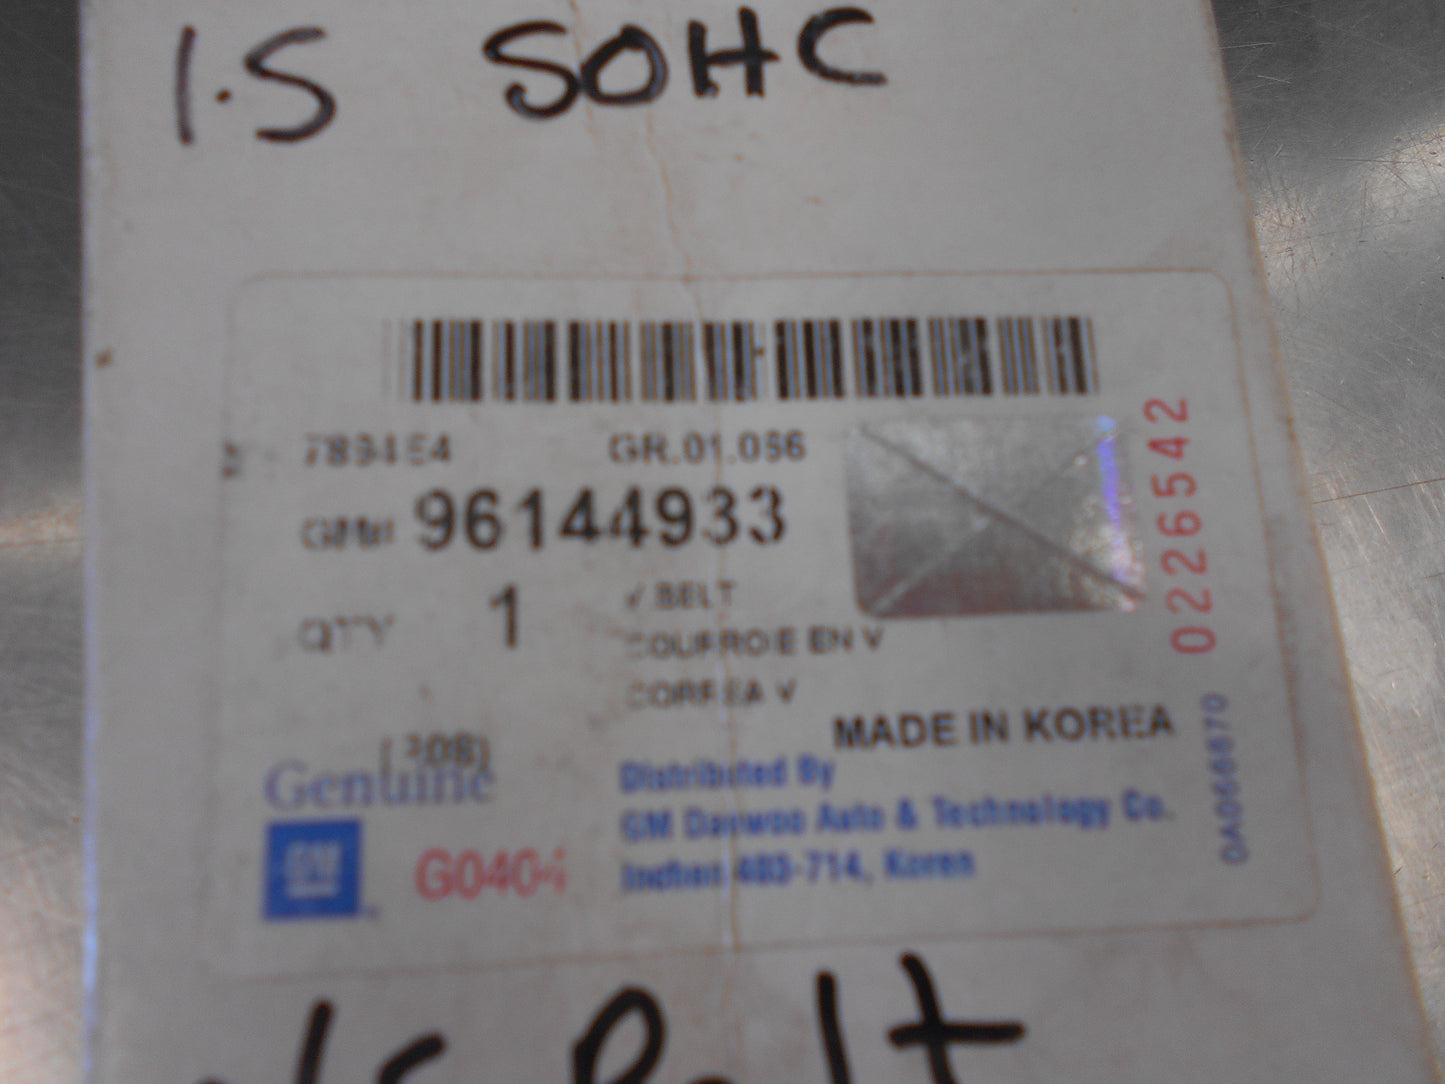 1.5 SOHC
GR.01.056
GM# 96144933
QTY 1
V.BELT
COURROIE EN V
CORREA V
MADE IN KOREA
Genuine
GM
G0404
Distributed By
GM Daewoo Auto & Technology Co.
Incheon 403-714, Korea
0226542
Belt